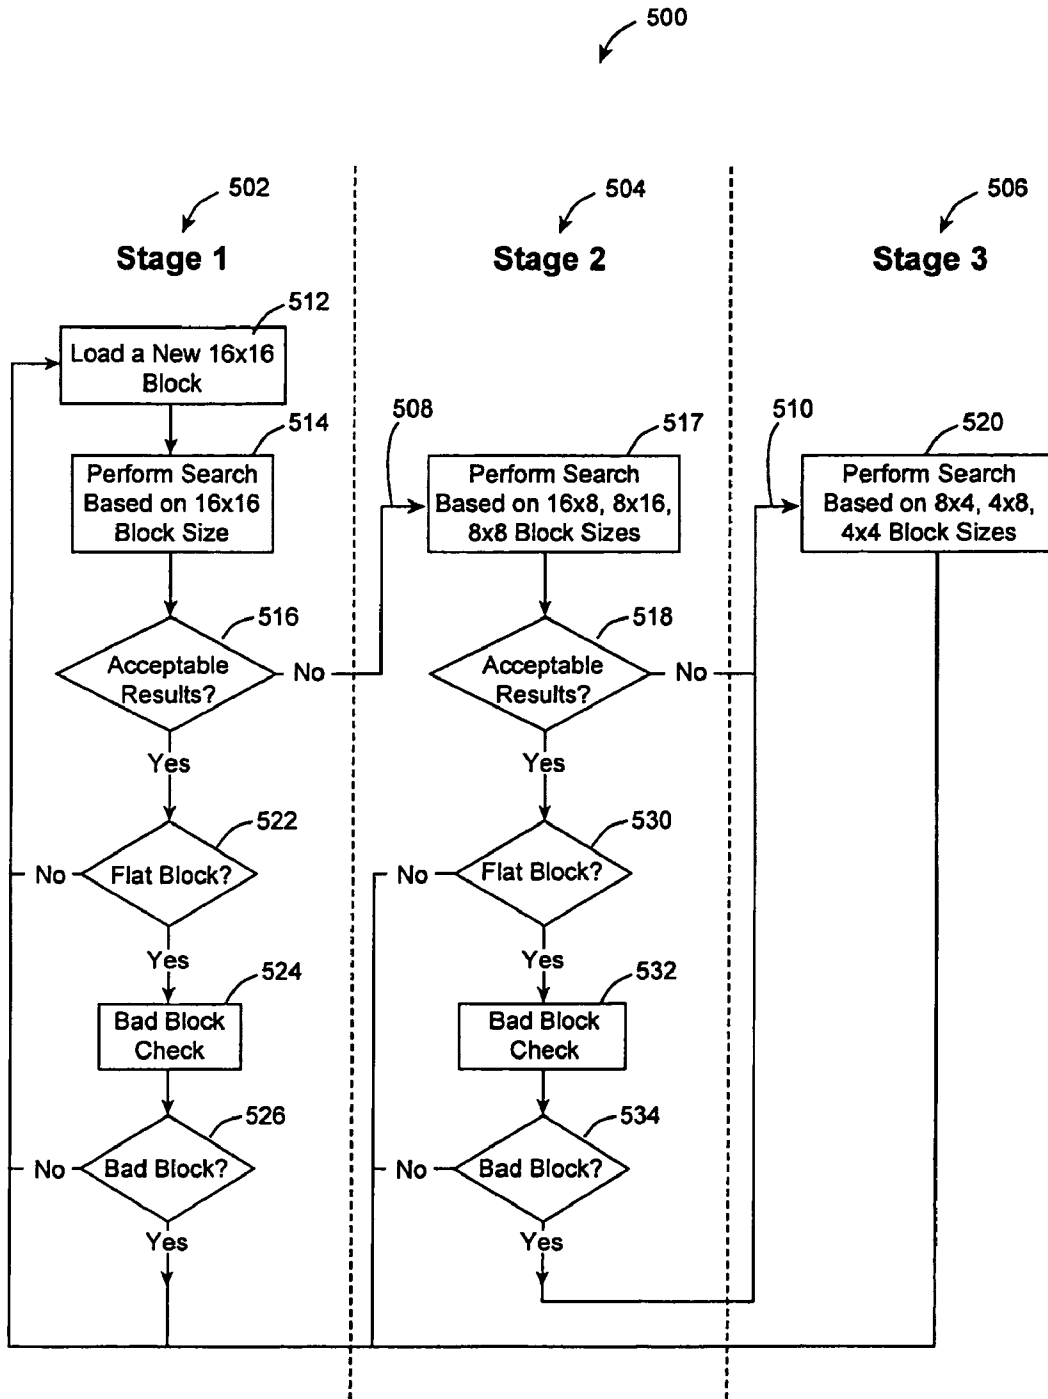 500
502
Stage 1
504
Stage 2
506
Stage 3
512
Load a New 16x16
Block
514
Perform Search
Based on 16x16
Block Size
508
517
Perform Search
Based on 16x8, 8x16,
8x8 Block Sizes
510
520
Perform Search
Based on 8x4, 4x8,
4x4 Block Sizes
516
Acceptable
Results?
No
518
Acceptable
Results?
No
Yes
Yes
522
Flat Block?
No
530
Flat Block?
No
Yes
Yes
524
Bad Block
Check
532
Bad Block
Check
526
Bad Block?
No
534
Bad Block?
No
Yes
Yes